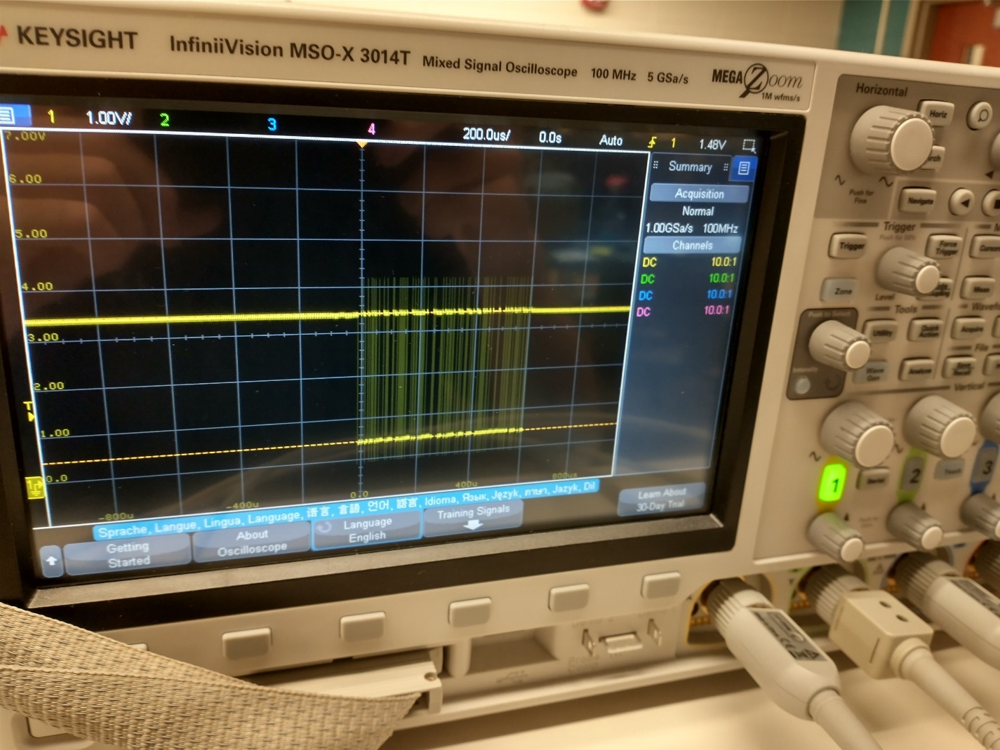 KEYSIGHT InfiniiVision MSO-X 3014T Mixed Signal Oscilloscope 100 MHz 5 GSa/s MEGA Zoom
1M wfms/s
1 1.00V/ 2 3 4 200.0us/ 0.0s Auto 1 1.48V
7.00V
6.00
5.00
4.00
3.00
2.00
1.00
0.0
T
-800u -400u 0.0 400u 800us
Summary
Acquisition
Normal
1.00GSa/s 100MHz
Channels
DC 10.0:1
DC 10.0:1
DC 10.0:1
DC 10.0:1
Sprache, Langue, Lingua, Language, 语言, 言語, 언어, 語言, Idioma, Язык, Język, ภาษา, Jazyk, Dil
Getting Started
About Oscilloscope
Language English
Training Signals
Learn About 30-Day Trial
Horizontal
Horiz
Push for Fine
Navigate
Trigger
Trigger
Force Trigger
Zone
Level
Meas
Tools
Utility
Quick Action
Acquire
File
Wave Gen
Analyze
Vertical
1 2 3
Serial